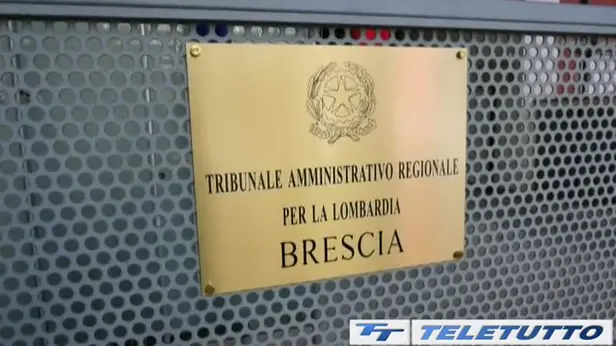 TRIBUNALE AMMINISTRATIVO REGIONALE
PER LA LOMBARDIA
BRESCIA
TT TELETUTTO